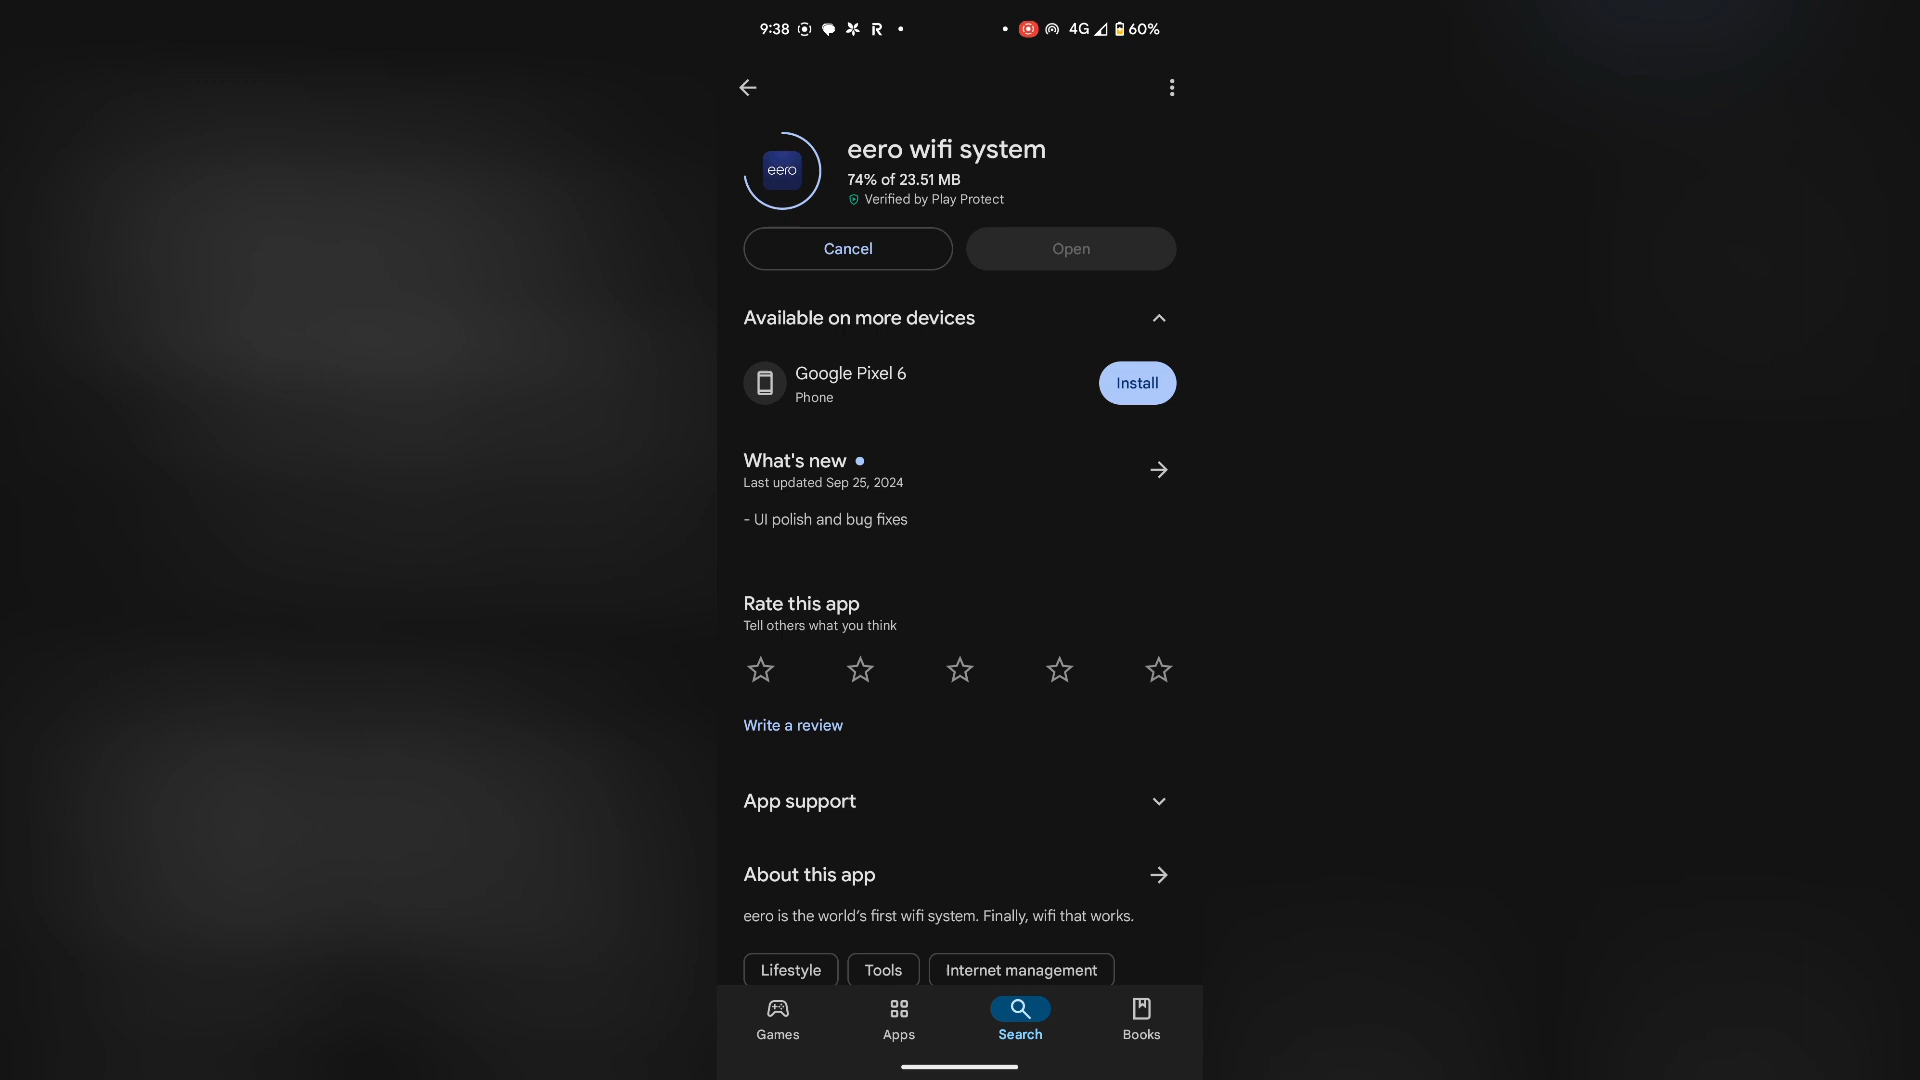 9:38
4G 60%
eero
eero wifi system
74% of 23.51 MB
Verified by Play Protect
Cancel
Open
Available on more devices
Google Pixel 6
Phone
Install
What's new
Last updated Sep 25, 2024
- UI polish and bug fixes
Rate this app
Tell others what you think
Write a review
App support
About this app
eero is the world's first wifi system. Finally, wifi that works.
Lifestyle
Tools
Internet management
Games
Apps
Search
Books